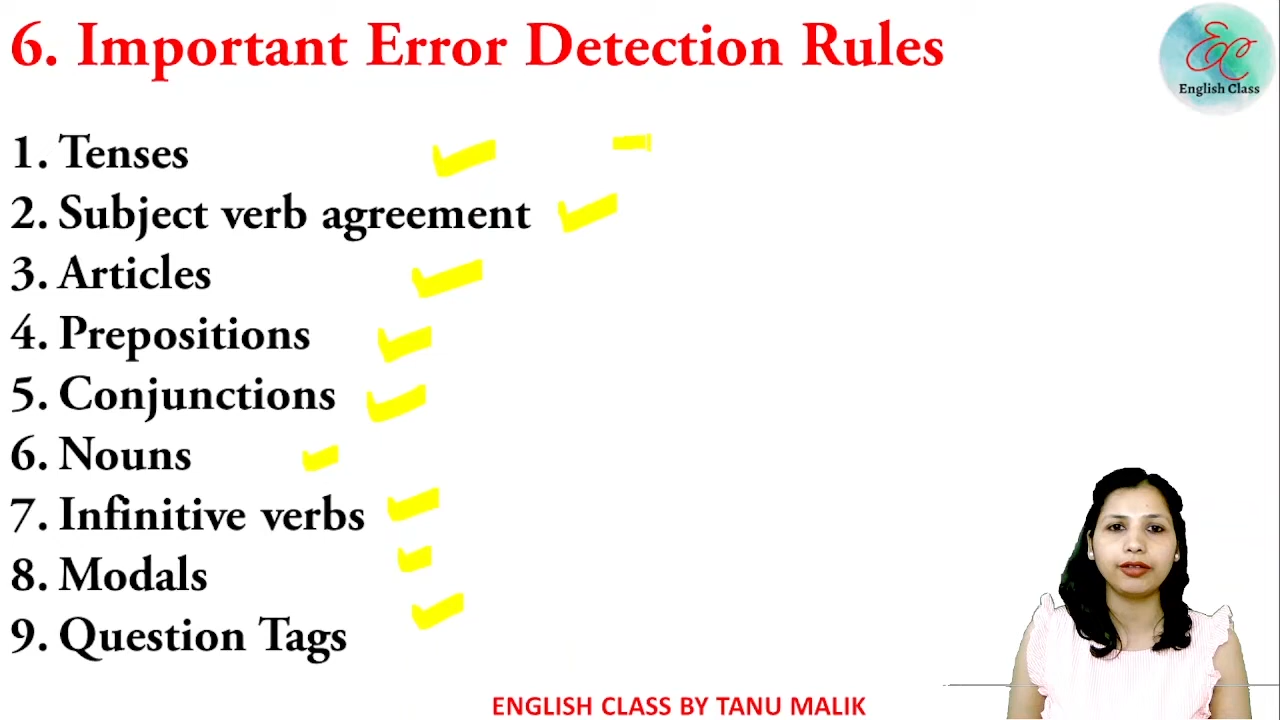 6. Important Error Detection Rules
EC
English Class
1. Tenses
2. Subject verb agreement
3. Articles
4. Prepositions
5. Conjunctions
6. Nouns
7. Infinitive verbs
8. Modals
9. Question Tags
ENGLISH CLASS BY TANU MALIK